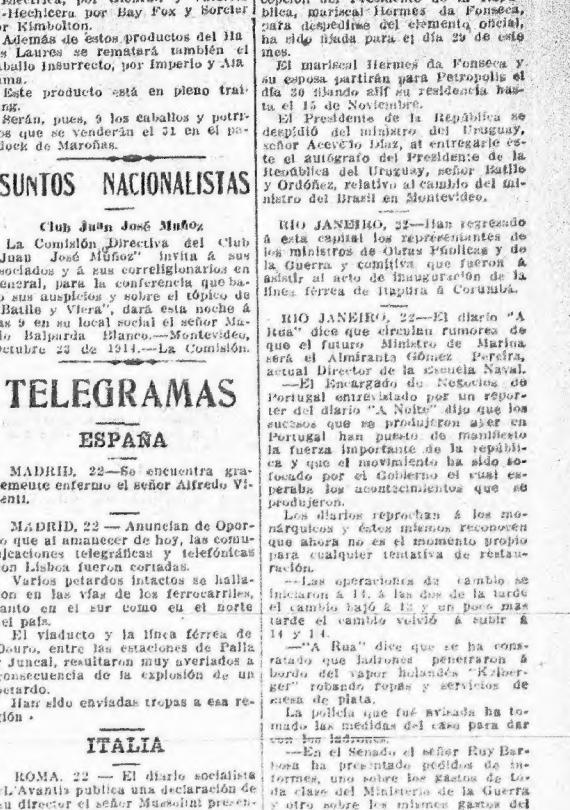 -Hechicera por Bay Fox y Sorcier
or Kimbolton.
Además de estos productos del Ha
s Laures se rematará también el
aballo Insurrecto, por Imperio y Ata
ama.
Este producto está en pleno trai-
ng.
Serán, pues, 9 los caballos y potri-
os que se venderán el 31 en el pa-
dock de Maroñas.
SUNTOS NACIONALISTAS
Club Juan José Muñoz
La Comisión Directiva del Club
Juan José Muñoz" invita á sus
sociados y á sus correligionarios en
eneral, para la conferencia que ba-
o sus auspicios y sobre el tópico de
Batlle y Viera", dará esta noche á
as 9 en su local social el señor Ma-
io Balparda Blanco.—Montevideo,
ctubre 23 de 1914.—La Comisión.
TELEGRAMAS
ESPAÑA
MADRID, 22—Se encuentra gra-
emente enfermo el señor Alfredo Vi-
enti.
MADRID, 22 — Anuncian de Opor-
o que al amanecer de hoy, las comu-
icaciones telegráficas y telefónicas
on Lisboa fueron cortadas.
Varios petardos intactos se halla-
on en las vías de los ferrocarriles,
anto en el sur como en el norte
el país.
El viaducto y la línea férrea de
Douro, entre las estaciones de Palla
y Juncal, resultaron muy averiados a
onsecuencia de la explosión de un
etardo.
Han sido enviadas tropas a esa re-
ión.
ITALIA
ROMA, 22 — El diario socialista
L'Avantis publica una declaración de
u director el señor Mussolini presen-
blica, mariscal Hermes da Fonseca,
para despedirse del elemento oficial,
ha sido fijada para el día 29 de este
mes.
El mariscal Hermes da Fonseca y
su esposa partirán para Petropolis el
día 30 fijando allí su residencia has-
ta el 15 de Noviembre.
El Presidente de la República se
despidió del ministro del Uruguay,
señor Acevedo Díaz, al entregarle es-
te el autógrafo del Presidente de la
República del Uruguay, señor Batlle
y Ordóñez, relativo al cambio del mi-
nistro del Brasil en Montevideo.
RIO JANEIRO, 22—Han regresado
á esta capital los representantes de
los ministros de Obras Públicas y de
la Guerra y comitiva que fueron á
asistir al acto de inauguración de la
línea férrea de Itapura á Corumbá.
RIO JANEIRO, 22—El diario "A
Rua" dice que circulan rumores de
que el futuro Ministro de Marina
será el Almirante Gómez Pereira,
actual Director de la Escuela Naval.
—El Encargado de Negocios de
Portugal entrevistado por un repor-
ter del diario "A Noite" dijo que los
sucesos que se produjeron ayer en
Portugal han puesto de manifiesto
la fuerza importante de la repúbli-
ca y que el movimiento ha sido so-
focado por el Gobierno el cual es-
peraba los acontecimientos que se
produjeron.
Los diarios reprochan á los mo-
nárquicos y éstos mismos reconocen
que ahora no es el momento propio
para cualquier tentativa de restau-
ración.
—Las operaciones de cambio se
iniciaron á 14, á las dos de la tarde
el cambio bajó á 12 y un poco más
tarde el cambio volvió á subir á
14 y 14.
—"A Rua" dice que se ha cons-
tatado que ladrones penetraron á
bordo del vapor holandés
robando ropas y servicios de
mesa de plata.
La policía que fué avisada ha to-
mado las medidas del caso para dar
con los ladrones.
—En el Senado el señor Ruy Bar-
bosa ha presentado pedidos de in-
formes, uno sobre los gastos de to-
da clase del Ministerio de la Guerra
y otro sobre los mismos gastos del